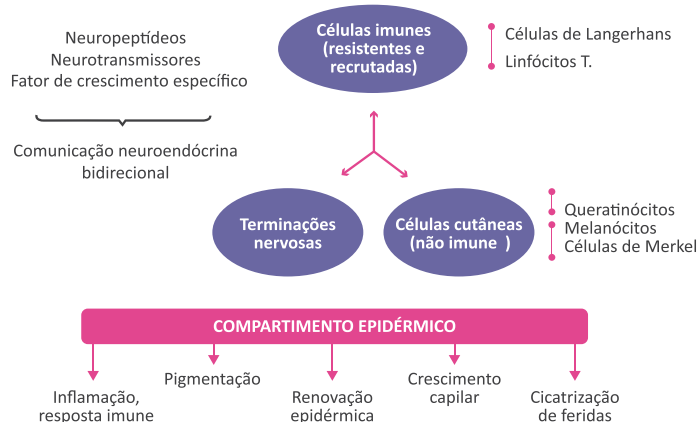 Neuropeptídeos
Neurotransmissores
Fator de crescimento específico
Comunicação neuroendócrina
bidirecional
Células imunes
(resistentes e
recrutadas)
Células de Langerhans
Linfócitos T.
Terminações
nervosas
Células cutâneas
(não imune )
Queratinócitos
Melanócitos
Células de Merkel
COMPARTIMENTO EPIDÉRMICO
Inflamação,
resposta imune
Pigmentação
Renovação
epidérmica
Crescimento
capilar
Cicatrização
de feridas